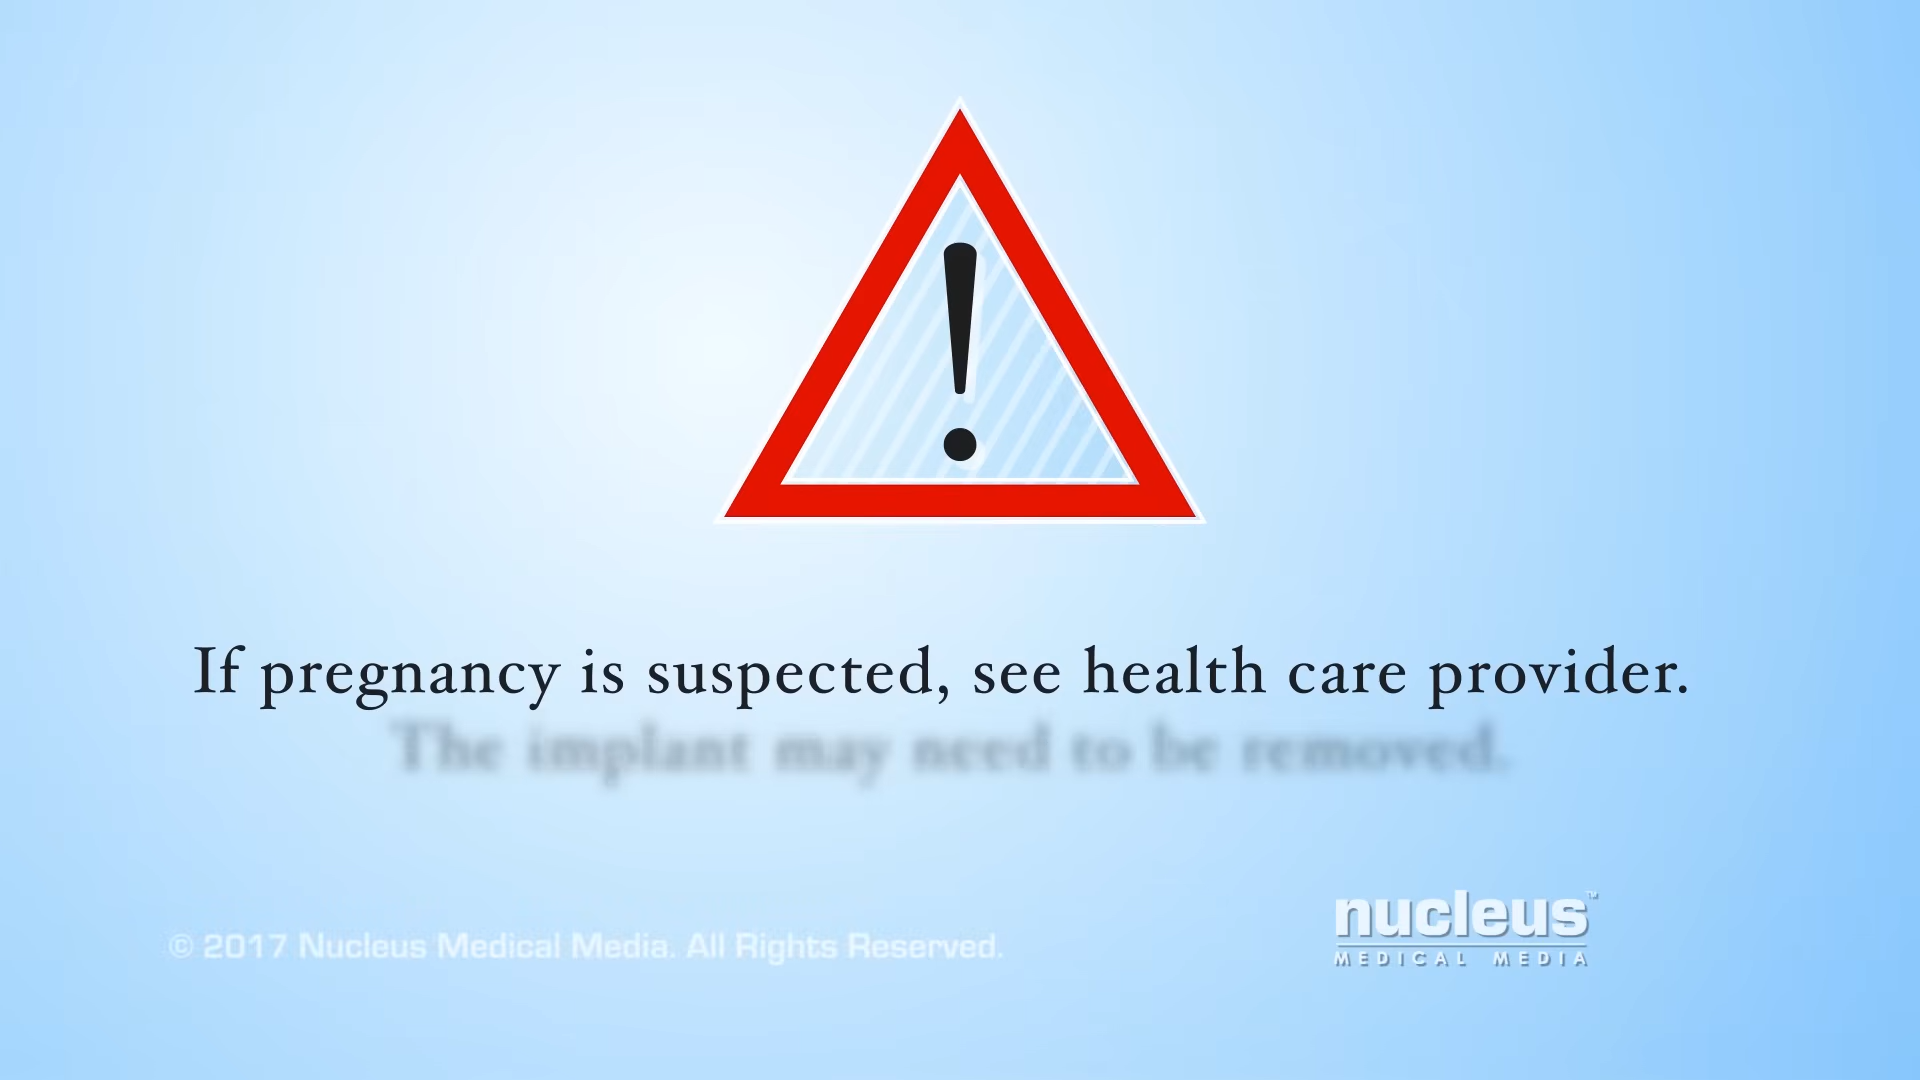 If pregnancy is suspected, see health care provider.
The implant may need to be removed.
© 2017 Nucleus Medical Media. All Rights Reserved.
nucleus™
MEDICAL MEDIA